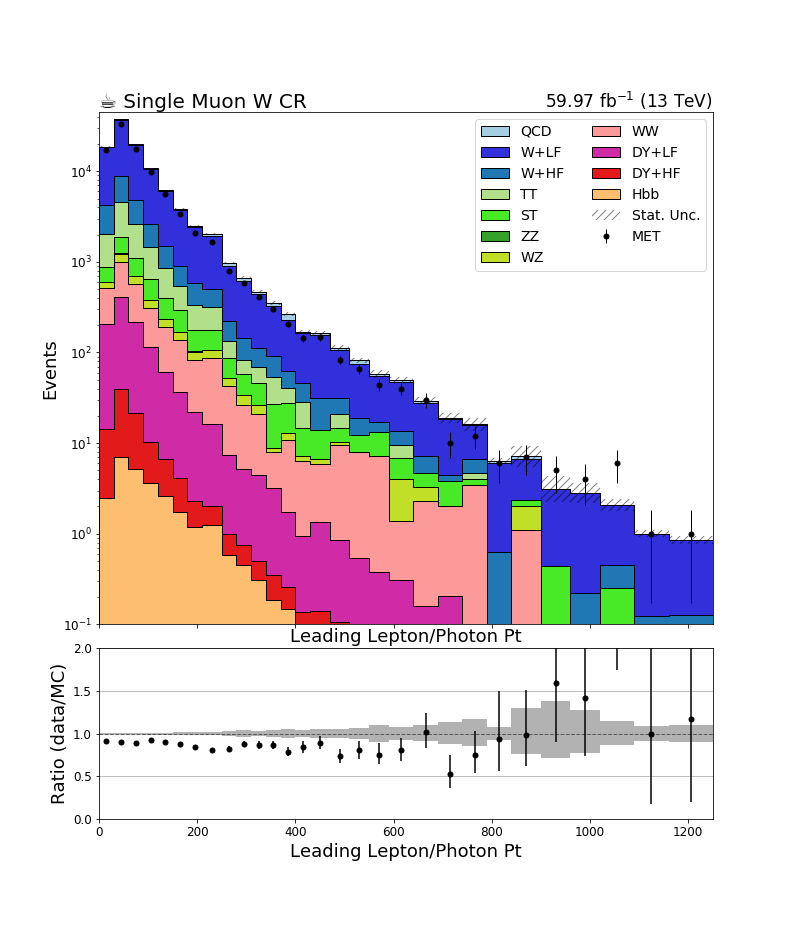 ☕ Single Muon W CR
59.97 fb⁻¹ (13 TeV)
QCD
W+LF
W+HF
TT
ST
ZZ
WZ
WW
DY+LF
DY+HF
Hbb
Stat. Unc.
MET
Events
10⁴
10³
10²
10¹
10⁰
10⁻¹
Leading Lepton/Photon Pt
Ratio (data/MC)
2.0
1.5
1.0
0.5
0.0
0 200 400 600 800 1000 1200
Leading Lepton/Photon Pt